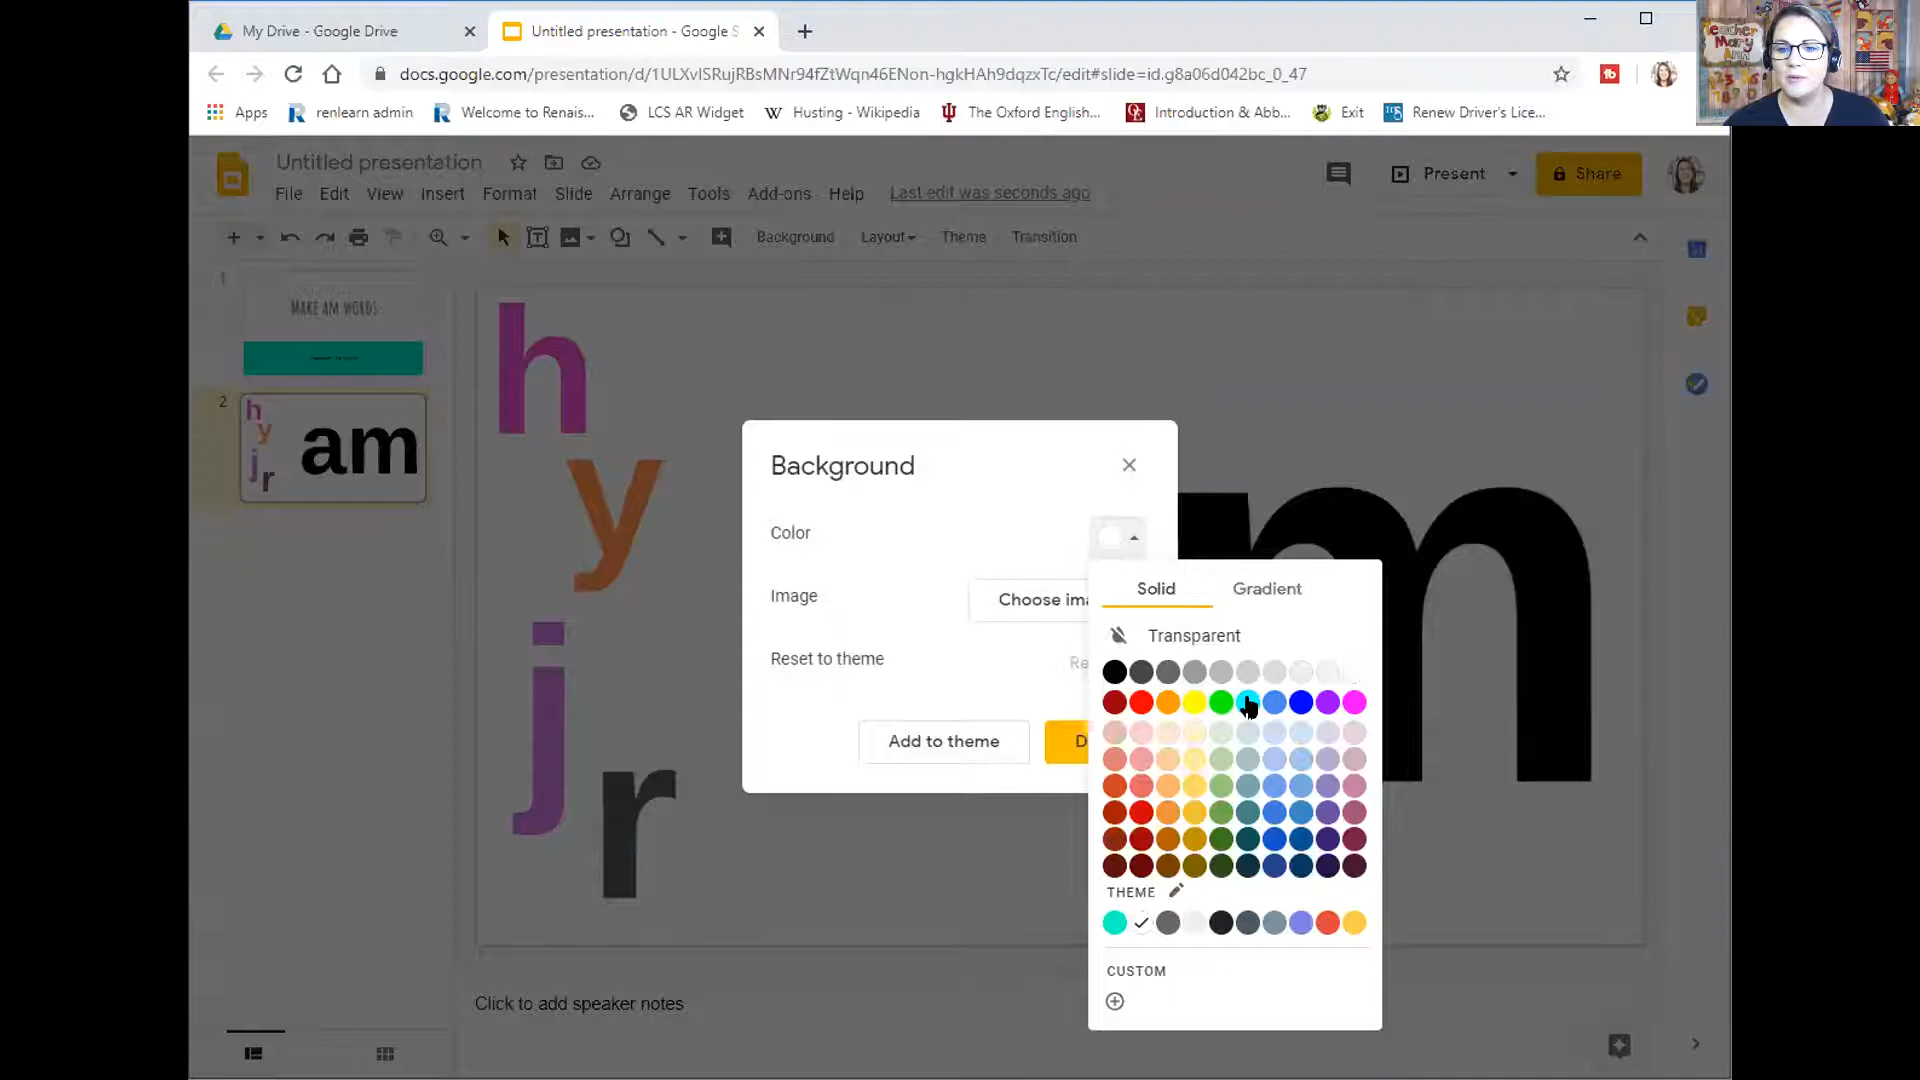 My Drive - Google Drive
Untitled presentation - Google S
docs.google.com/presentation/d/1ULXvISRujRBsMNr94fZtWqn46ENon-hgkHAh9dqzxTc/edit#slide=id.g8a06d042bc_0_47
Apps
renlearn admin
Welcome to Renais...
LCS AR Widget
Husting - Wikipedia
The Oxford English...
Introduction & Abb...
Exit
Renew Driver's Lice...
Teacher
Mary
Ann
Untitled presentation
Present
Share
File Edit View Insert Format Slide Arrange Tools Add-ons Help Last edit was seconds ago
Background Layout Theme Transition
1
MAKE AM WORDS
2
h
y
j
r
am
h
y
j
r
m
Background
Color
Image
Choose ima
Reset to theme
Re
Add to theme
D
Solid
Gradient
Transparent
THEME
CUSTOM
Click to add speaker notes